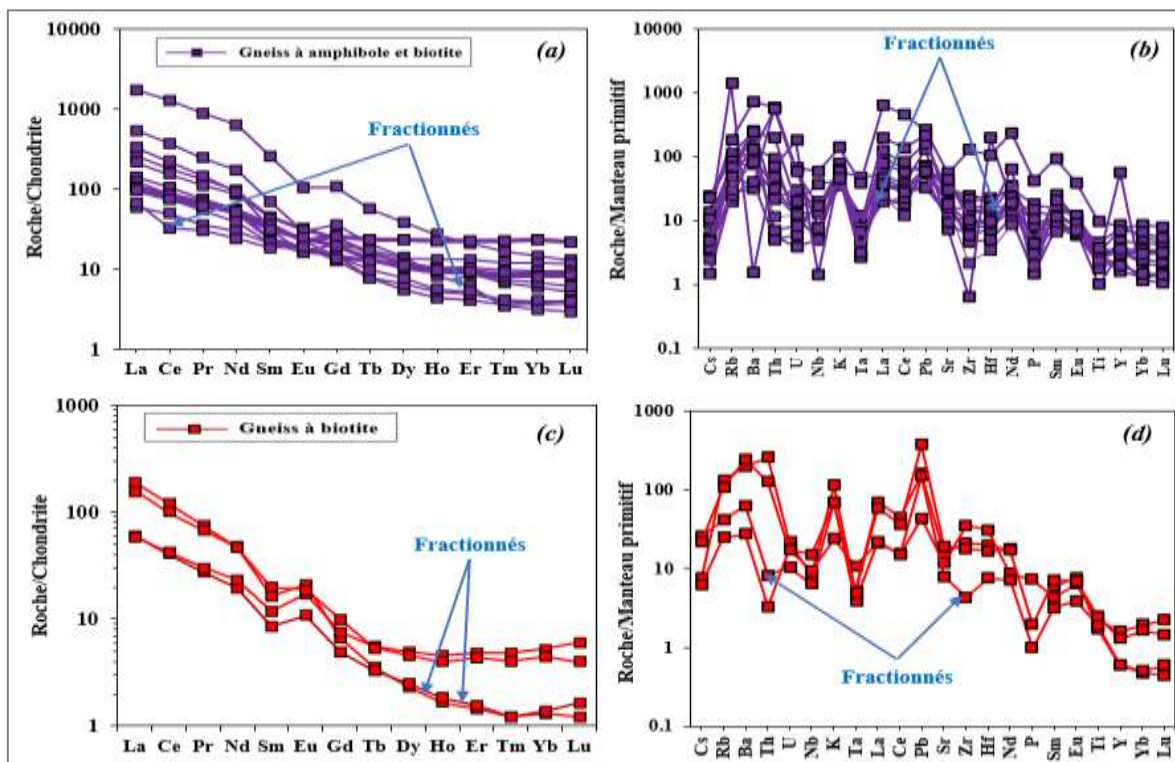 10000
1000
100
10
1
Roche/Chondrite
Gneiss à amphibole et biotite
(a)
Fractionnés
La Ce Pr Nd Sm Eu Gd Tb Dy Ho Er Tm Yb Lu
10000
1000
100
10
1
0.1
Roche/Manteau primitif
Fractionnés
(b)
Cs Rb Ba Th U Nb K Ta La Ce Pb Sr Zr Hf Nd P Sm Eu Ti Y Yb Lu
1000
100
10
1
Roche/Chondrite
Gneiss à biotite
(c)
Fractionnés
La Ce Pr Nd Sm Eu Gd Tb Dy Ho Er Tm Yb Lu
1000
100
10
1
0.1
Roche/Manteau primitif
(d)
Fractionnés
Cs Rb Ba Th U Nb K Ta La Ce Pb Sr Zr Hf Nd P Sm Eu Ti Y Yb Lu